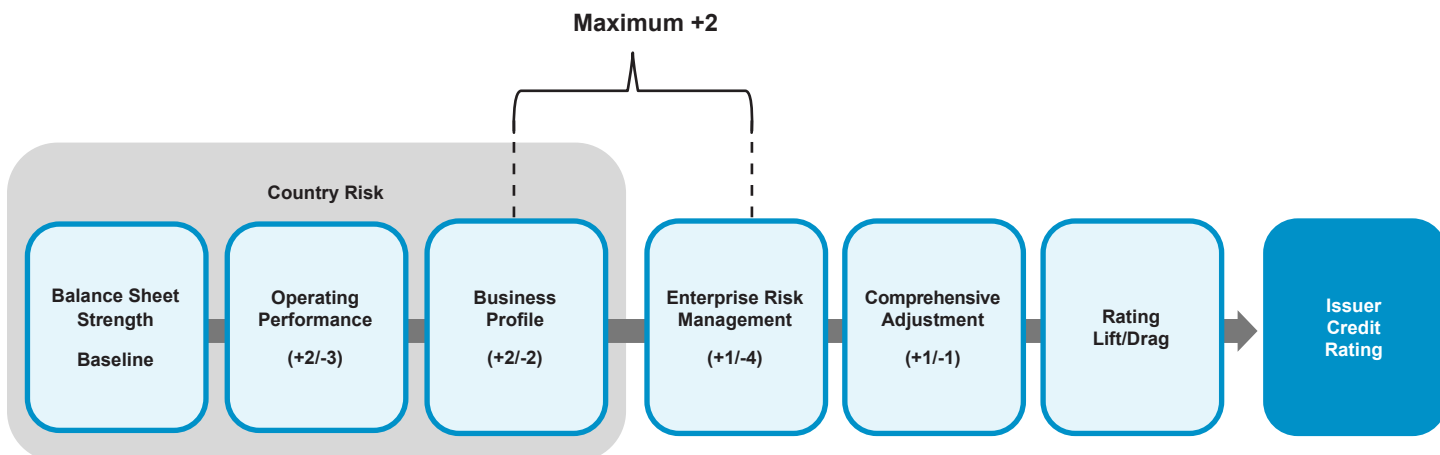 Maximum +2
Country Risk
Balance Sheet
Strength
Baseline
Operating
Performance
(+2/-3)
Business
Profile
(+2/-2)
Enterprise Risk
Management
(+1/-4)
Comprehensive
Adjustment
(+1/-1)
Rating
Lift/Drag
Issuer
Credit
Rating